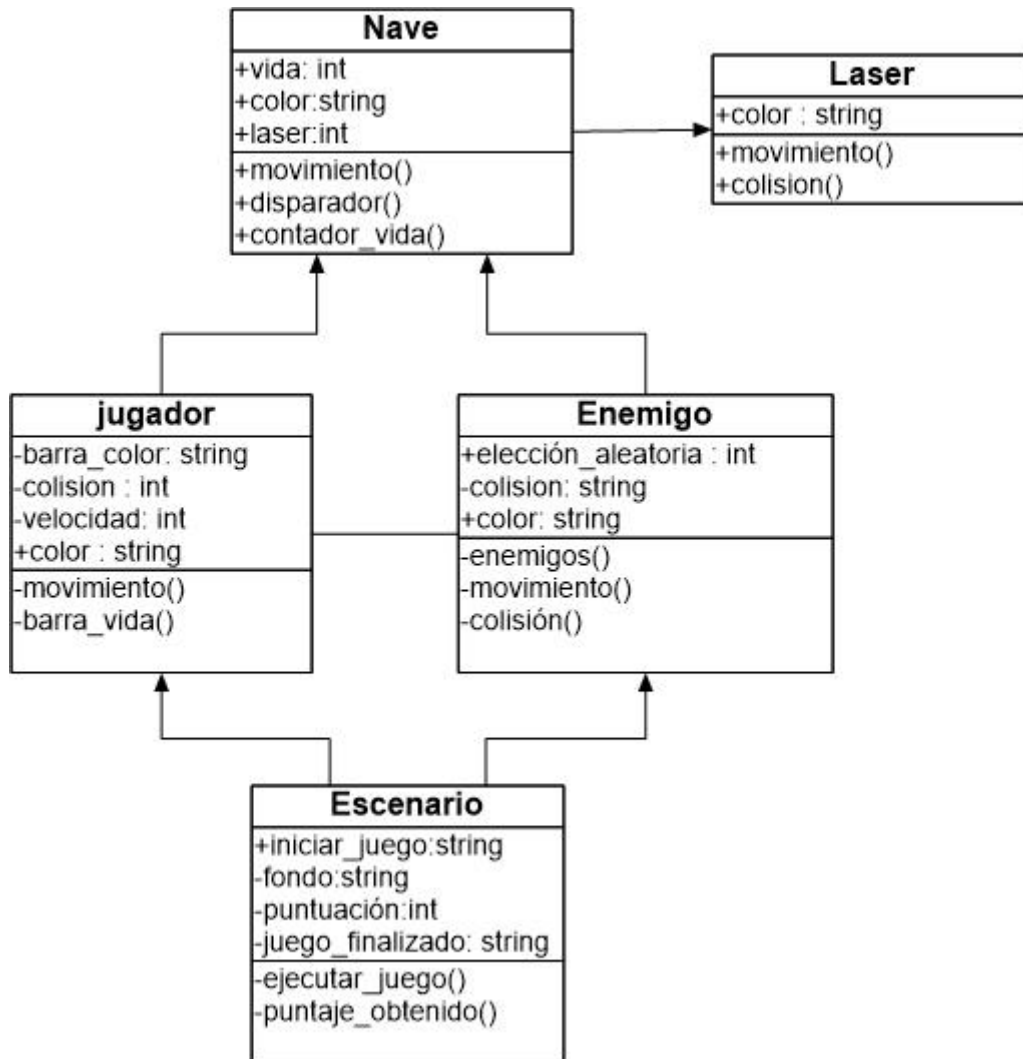 Nave
+vida: int
+color:string
+laser:int
+movimiento()
+disparador()
+contador_vida()
Laser
+color : string
+movimiento()
+colision()
jugador
-barra_color: string
-colision : int
-velocidad: int
+color : string
-movimiento()
-barra_vida()
Enemigo
+elección_aleatoria : int
-colision: string
+color: string
-enemigos()
-movimiento()
-colisión()
Escenario
+iniciar_juego:string
-fondo:string
-puntuación:int
-juego_finalizado: string
-ejecutar_juego()
-puntaje_obtenido()